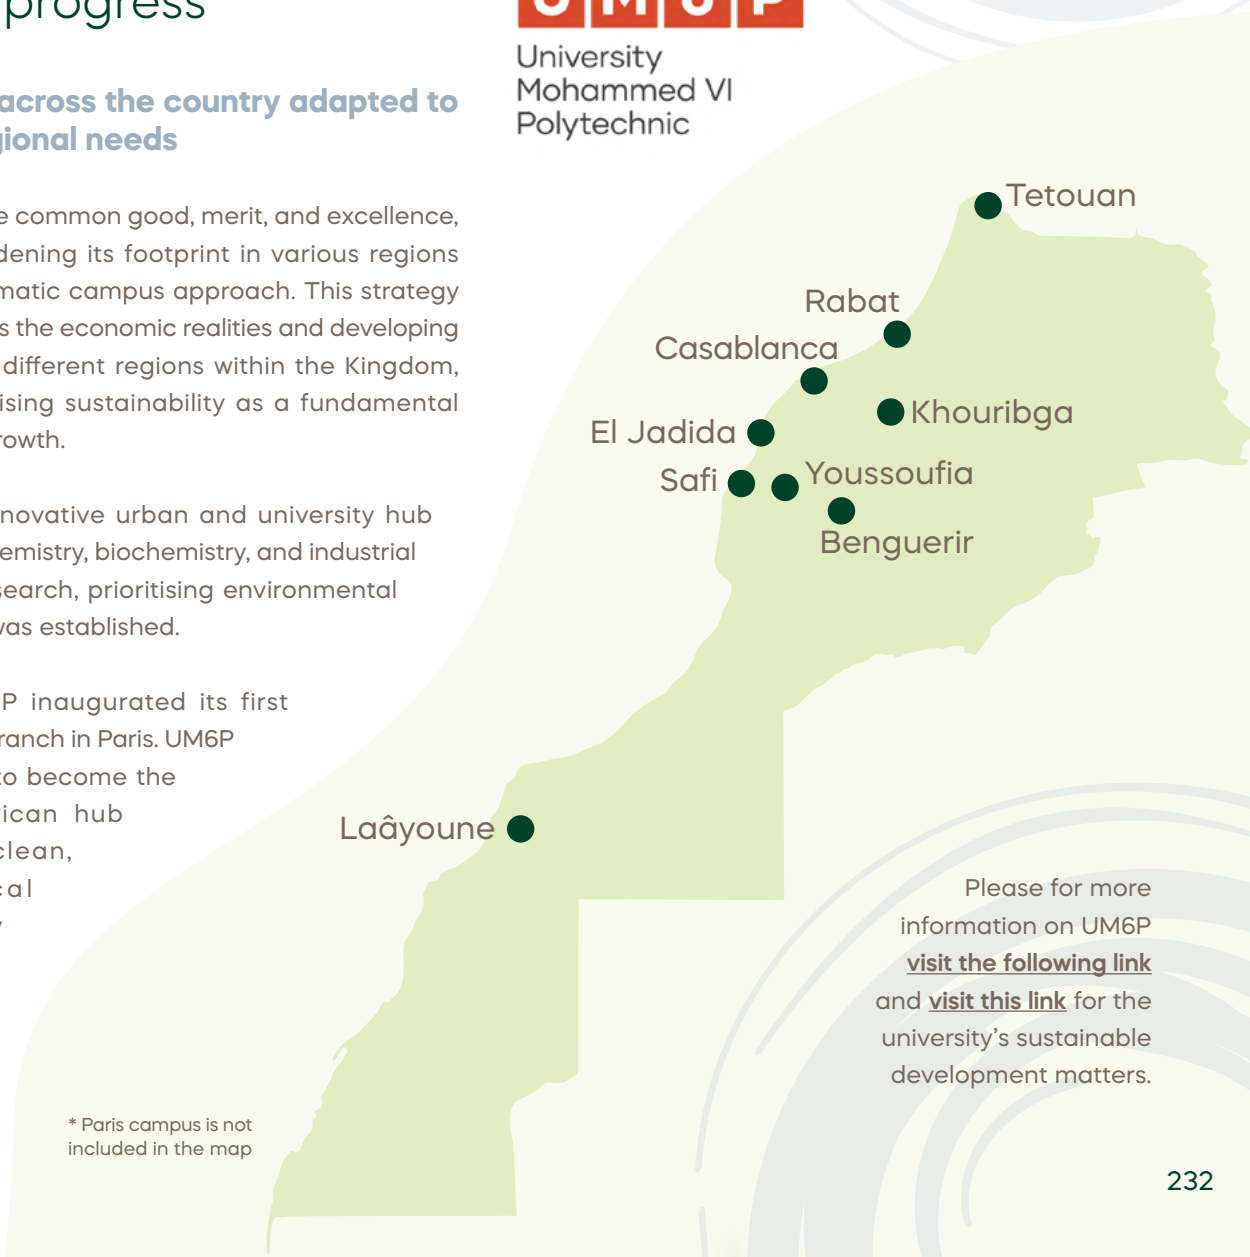 progress
UM6P
University
Mohammed VI
Polytechnic
across the country adapted to
gional needs
e common good, merit, and excellence,
dening its footprint in various regions
matic campus approach. This strategy
s the economic realities and developing
different regions within the Kingdom,
ising sustainability as a fundamental
rowth.
novative urban and university hub
emistry, biochemistry, and industrial
search, prioritising environmental
was established.
P inaugurated its first
ranch in Paris. UM6P
to become the
ican hub
clean,
cal
Tetouan
Rabat
Casablanca
Khouribga
El Jadida
Safi
Youssoufia
Benguerir
Laâyoune
Please for more
information on UM6P
visit the following link
and visit this link for the
university's sustainable
development matters.
* Paris campus is not
included in the map
232